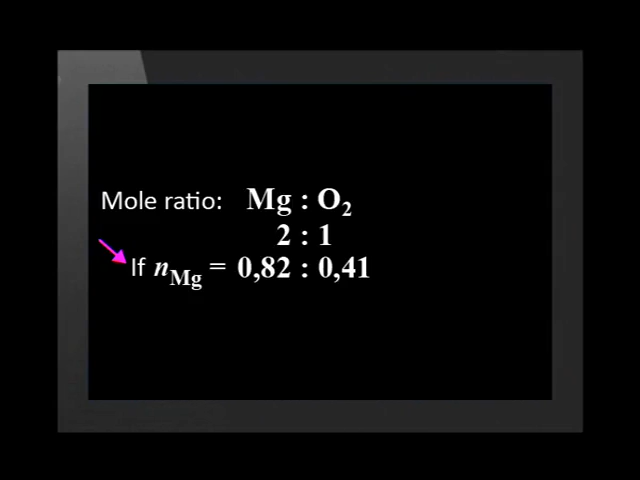 Mole ratio: Mg : O₂
2 : 1
If nMg = 0,82 : 0,41